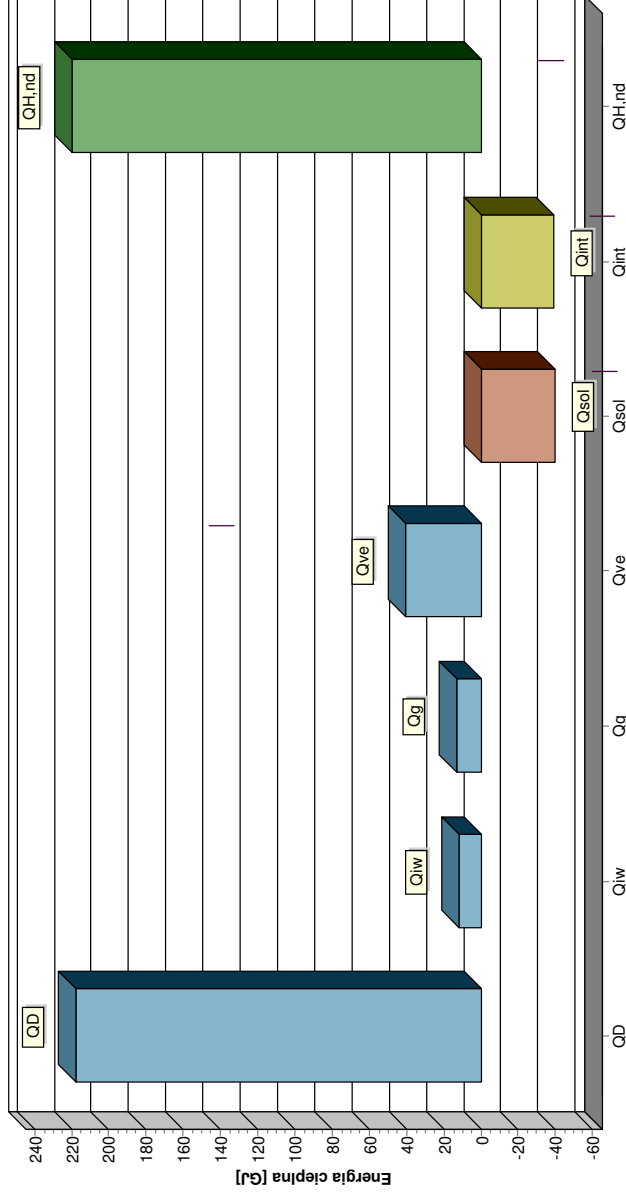 Energia cieplna [GJ]
240
220
200
180
160
140
120
100
80
60
40
20
0
-20
-40
-60
QD
Qiw
Qg
Qve
Qsol
Qint
QH,nd
QD
Qiw
Qg
Qve
Qsol
Qint
QH,nd